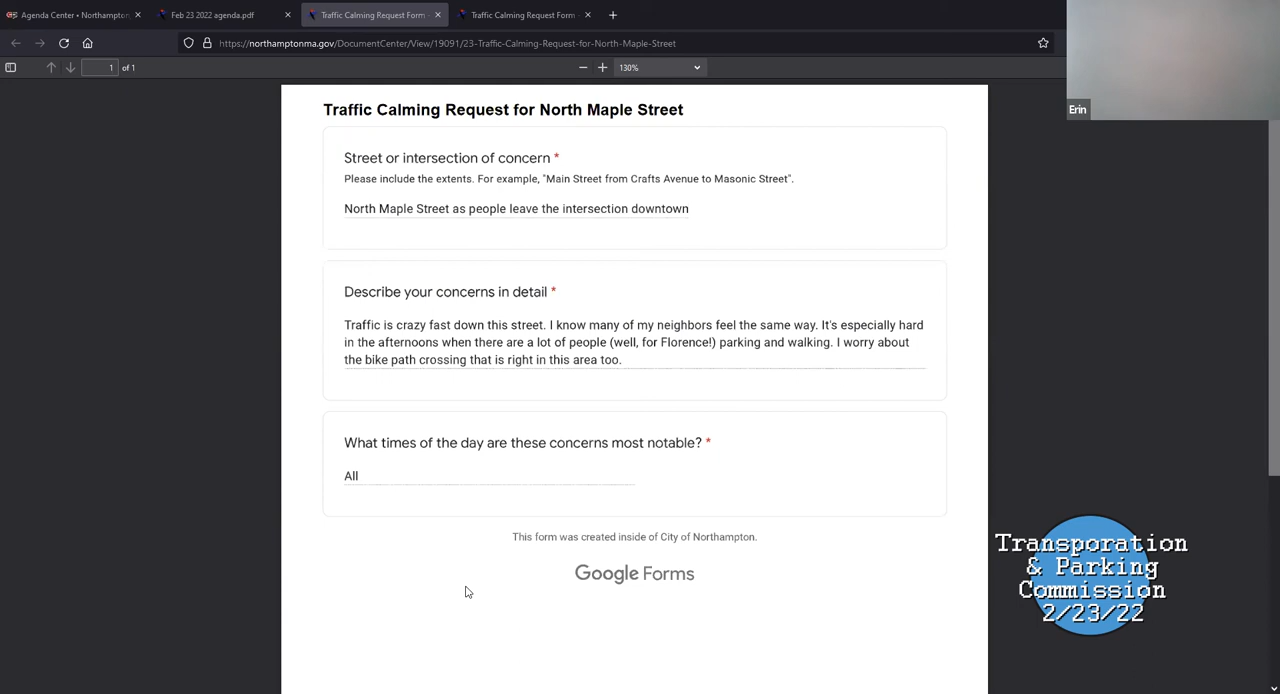 Agenda Center • Northampton,
Feb 23 2022 agenda.pdf
Traffic Calming Request Form -
Traffic Calming Request Form -
https://northamptonma.gov/DocumentCenter/View/19091/23-Traffic-Calming-Request-for-North-Maple-Street
1 of 1
130%
Erin
Traffic Calming Request for North Maple Street
Street or intersection of concern *
Please include the extents. For example, "Main Street from Crafts Avenue to Masonic Street".
North Maple Street as people leave the intersection downtown
Describe your concerns in detail *
Traffic is crazy fast down this street. I know many of my neighbors feel the same way. It's especially hard
in the afternoons when there are a lot of people (well, for Florence!) parking and walking. I worry about
the bike path crossing that is right in this area too.
What times of the day are these concerns most notable? *
All
This form was created inside of City of Northampton.
Google Forms
Transporation
& Parking
Commission
2/23/22